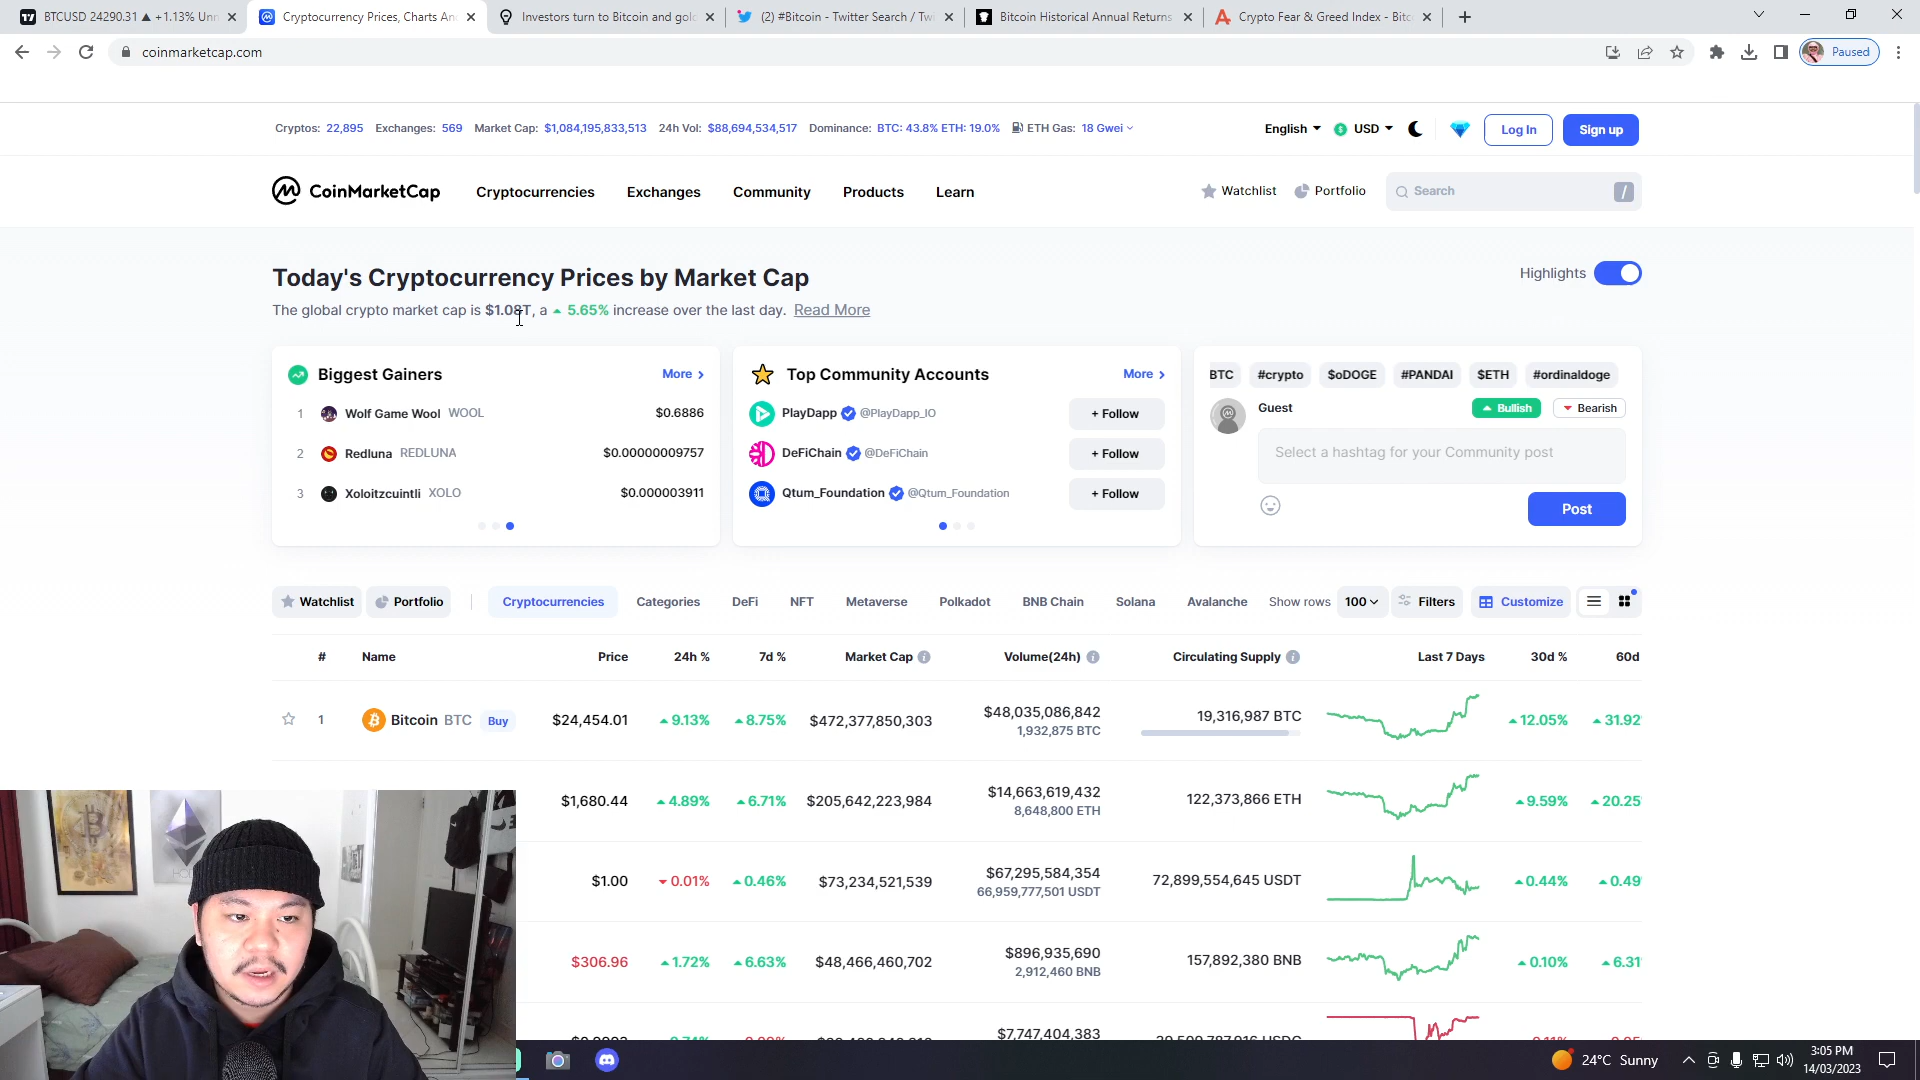 BTCUSD 24290.31 ▲ +1.13% Unn
Cryptocurrency Prices, Charts An
Investors turn to Bitcoin and gol
(2) #Bitcoin - Twitter Search / Twi
Bitcoin Historical Annual Returns
Crypto Fear & Greed Index - Bitc
coinmarketcap.com
Paused
Cryptos: 22,895 Exchanges: 569 Market Cap: $1,084,195,833,513 24h Vol: $88,694,534,517 Dominance: BTC: 43.8% ETH: 19.0% ETH Gas: 18 Gwei
English USD Log In Sign up
CoinMarketCap Cryptocurrencies Exchanges Community Products Learn
Watchlist Portfolio Search /
Today's Cryptocurrency Prices by Market Cap
Highlights
The global crypto market cap is $1.08T, a 5.65% increase over the last day. Read More
Biggest Gainers More
1 Wolf Game Wool WOOL $0.6886
2 Redluna REDLUNA $0.00000009757
3 Xoloitzcuintli XOLO $0.000003911
Top Community Accounts More
PlayDapp @PlayDapp_IO + Follow
DeFiChain @DeFiChain + Follow
Qtum_Foundation @Qtum_Foundation + Follow
BTC #crypto $oDOGE #PANDAI $ETH #ordinaldoge
Guest Bullish Bearish
Select a hashtag for your Community post
Post
Watchlist Portfolio Cryptocurrencies Categories DeFi NFT Metaverse Polkadot BNB Chain Solana Avalanche Show rows 100 Filters Customize
# Name Price 24h % 7d % Market Cap Volume(24h) Circulating Supply Last 7 Days 30d % 60d
1 Bitcoin BTC Buy $24,454.01 9.13% 8.75% $472,377,850,303 $48,035,086,842 19,316,987 BTC 12.05% 31.92
1,932,875 BTC
$1,680.44 4.89% 6.71% $205,642,223,984 $14,663,619,432 122,373,866 ETH 9.59% 20.25
8,648,800 ETH
$1.00 0.01% 0.46% $73,234,521,539 $67,295,584,354 72,899,554,645 USDT 0.44% 0.49
66,959,777,501 USDT
$306.96 1.72% 6.63% $48,466,460,702 $896,935,690 157,892,380 BNB 0.10% 6.31
2,912,460 BNB
$7,747,404,383
24°C Sunny
3:05 PM
14/03/2023